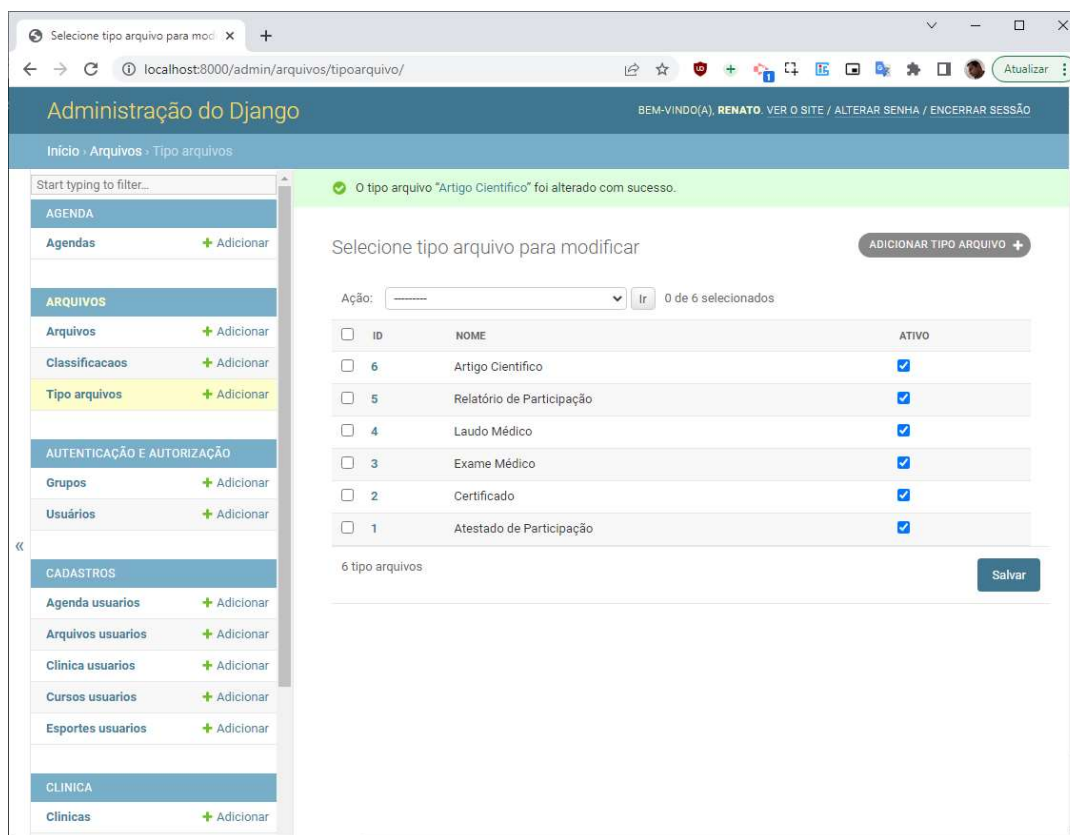 Selecione tipo arquivo para mod
localhost:8000/admin/arquivos/tipoarquivo/
1
Atualizar
Administração do Django
BEM-VINDO(A), RENATO. VER O SITE / ALTERAR SENHA / ENCERRAR SESSÃO
Início › Arquivos › Tipo arquivos
Start typing to filter...
AGENDA
Agendas + Adicionar
ARQUIVOS
Arquivos + Adicionar
Classificacaos + Adicionar
Tipo arquivos + Adicionar
AUTENTICAÇÃO E AUTORIZAÇÃO
Grupos + Adicionar
Usuários + Adicionar
«
CADASTROS
Agenda usuarios + Adicionar
Arquivos usuarios + Adicionar
Clinica usuarios + Adicionar
Cursos usuarios + Adicionar
Esportes usuarios + Adicionar
CLINICA
Clinicas + Adicionar
O tipo arquivo “Artigo Científico” foi alterado com sucesso.
Selecione tipo arquivo para modificar
ADICIONAR TIPO ARQUIVO +
Ação: --------- Ir 0 de 6 selecionados
ID NOME ATIVO
6 Artigo Científico
5 Relatório de Participação
4 Laudo Médico
3 Exame Médico
2 Certificado
1 Atestado de Participação
6 tipo arquivos
Salvar